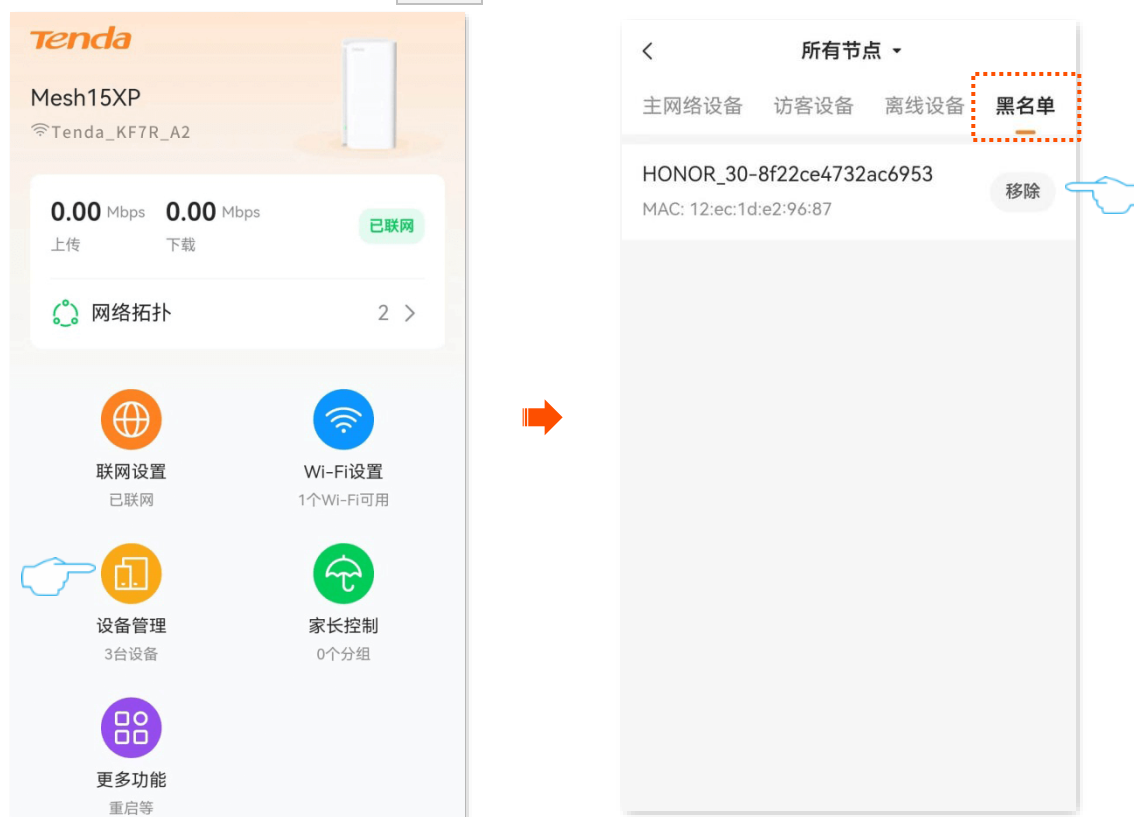 Tenda
Mesh15XP
Tenda_KF7R_A2
0.00 Mbps 0.00 Mbps
上传 下载
已联网
网络拓扑 2
联网设置 Wi-Fi设置
已联网 1个Wi-Fi可用
设备管理 家长控制
3台设备 0个分组
更多功能
重启等
所有节点
主网络设备 访客设备 离线设备 黑名单
HONOR_30-8f22ce4732ac6953
MAC: 12:ec:1d:e2:96:87
移除